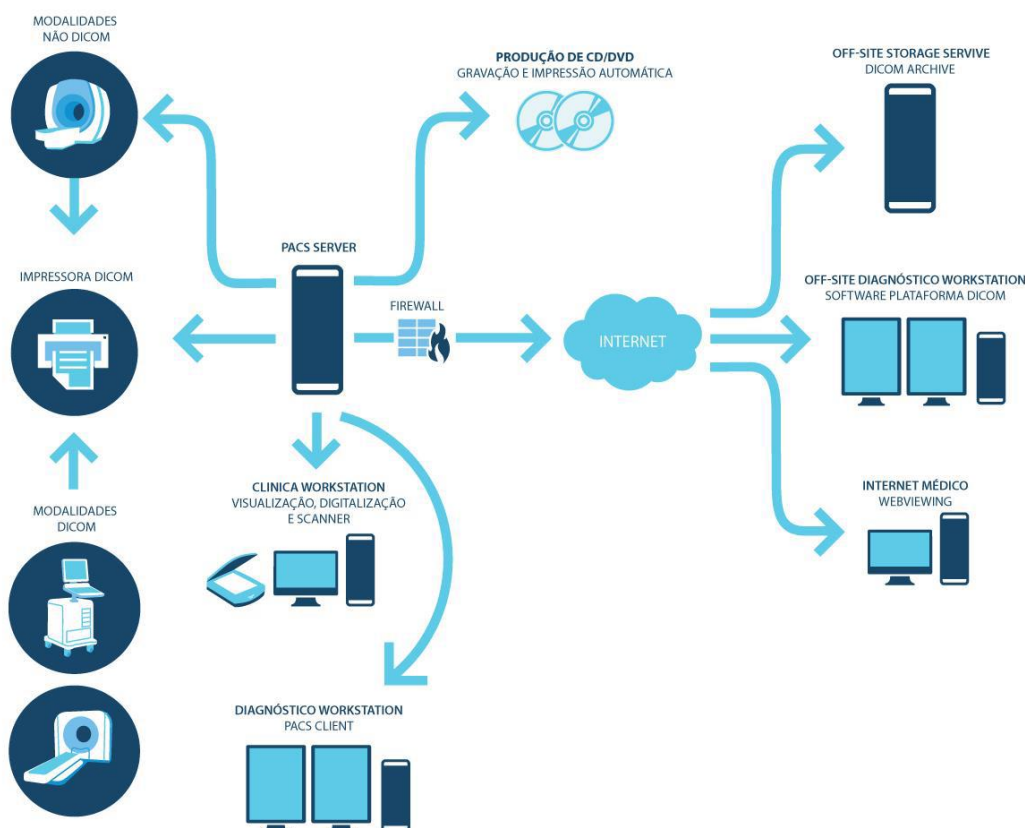 MODALIDADES
NÃO DICOM
PRODUÇÃO DE CD/DVD
GRAVAÇÃO E IMPRESSÃO AUTOMÁTICA
OFF-SITE STORAGE SERVIVE
DICOM ARCHIVE
PACS SERVER
IMPRESSORA DICOM
FIREWALL
INTERNET
OFF-SITE DIAGNÓSTICO WORKSTATION
SOFTWARE PLATAFORMA DICOM
CLINICA WORKSTATION
VISUALIZAÇÃO, DIGITALIZAÇÃO
E SCANNER
INTERNET MÉDICO
WEBVIEWING
MODALIDADES
DICOM
DIAGNÓSTICO WORKSTATION
PACS CLIENT